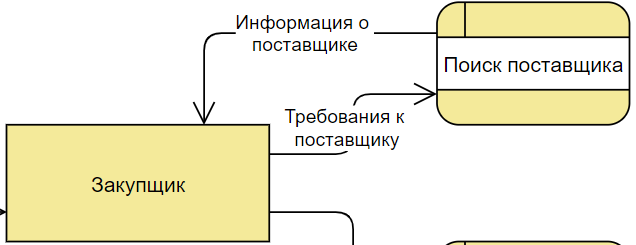 Информация о
поставщике
Поиск поставщика
Требования к
поставщику
Закупщик